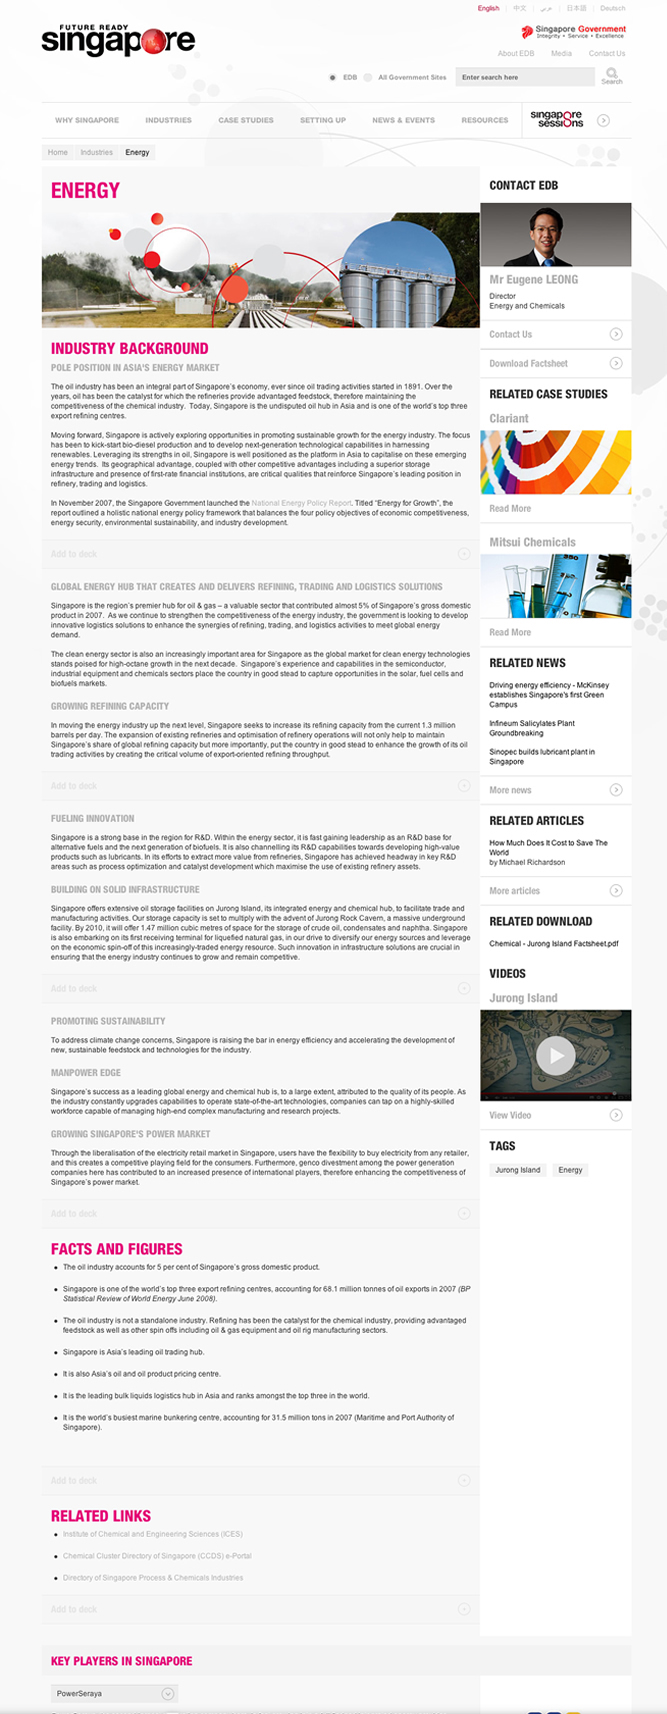 English | 中文 | عربي | 日本語 | Deutsch
FUTURE READY
singapore
Singapore Government
Integrity • Service • Excellence
About EDB Media Contact Us
EDB All Government Sites Enter search here Search
WHY SINGAPORE INDUSTRIES CASE STUDIES SETTING UP NEWS & EVENTS RESOURCES singapore sessions
Home Industries Energy
ENERGY
INDUSTRY BACKGROUND
POLE POSITION IN ASIA'S ENERGY MARKET
The oil industry has been an integral part of Singapore's economy, ever since oil trading activities started in 1891. Over the
years, oil has been the catalyst for which the refineries provide advantaged feedstock, therefore maintaining the
competitiveness of the chemical industry. Today, Singapore is the undisputed oil hub in Asia and is one of the world's top three
export refining centres.
Moving forward, Singapore is actively exploring opportunities in promoting sustainable growth for the energy industry. The focus
has been to kick-start bio-diesel production and to develop next-generation technological capabilities in harnessing
renewables. Leveraging its strengths in oil, Singapore is well positioned as the platform in Asia to capitalise on these emerging
energy trends. Its geographical advantage, coupled with other competitive advantages including a superior storage
infrastructure and presence of first-rate financial institutions, are critical qualities that reinforce Singapore's leading position in
refinery, trading and logistics.
In November 2007, the Singapore Government launched the National Energy Policy Report. Titled "Energy for Growth", the
report outlined a holistic national energy policy framework that balances the four policy objectives of economic competitiveness,
energy security, environmental sustainability, and industry development.
Add to deck
GLOBAL ENERGY HUB THAT CREATES AND DELIVERS REFINING, TRADING AND LOGISTICS SOLUTIONS
Singapore is the region's premier hub for oil & gas – a valuable sector that contributed almost 5% of Singapore's gross domestic
product in 2007. As we continue to strengthen the competitiveness of the energy industry, the government is looking to develop
innovative logistics solutions to enhance the synergies of refining, trading, and logistics activities to meet global energy
demand.
The clean energy sector is also an increasingly important area for Singapore as the global market for clean energy technologies
stands poised for high-octane growth in the next decade. Singapore's experience and capabilities in the semiconductor,
industrial equipment and chemicals sectors place the country in good stead to capture opportunities in the solar, fuel cells and
biofuels markets.
GROWING REFINING CAPACITY
In moving the energy industry up the next level, Singapore seeks to increase its refining capacity from the current 1.3 million
barrels per day. The expansion of existing refineries and optimisation of refinery operations will not only help to maintain
Singapore's share of global refining capacity but more importantly, put the country in good stead to enhance the growth of its oil
trading activities by creating the critical volume of export-oriented refining throughput.
Add to deck
FUELING INNOVATION
Singapore is a strong base in the region for R&D. Within the energy sector, it is fast gaining leadership as an R&D base for
alternative fuels and the next generation of biofuels. It is also channelling its R&D capabilities towards developing high-value
products such as lubricants. In its efforts to extract more value from refineries, Singapore has achieved headway in key R&D
areas such as process optimization and catalyst development which maximise the use of existing refinery assets.
BUILDING ON SOLID INFRASTRUCTURE
Singapore offers extensive oil storage facilities on Jurong Island, its integrated energy and chemical hub, to facilitate trade and
manufacturing activities. Our storage capacity is set to multiply with the advent of Jurong Rock Cavern, a massive underground
facility. By 2010, it will offer 1.47 million cubic metres of space for the storage of crude oil, condensates and naphtha. Singapore
is also embarking on its first receiving terminal for liquefied natural gas, in our drive to diversify our energy sources and leverage
on the economic spin-off of this increasingly-traded energy resource. Such innovation in infrastructure solutions are crucial in
ensuring that the energy industry continues to grow and remain competitive.
Add to deck
PROMOTING SUSTAINABILITY
To address climate change concerns, Singapore is raising the bar in energy efficiency and accelerating the development of
new, sustainable feedstock and technologies for the industry.
MANPOWER EDGE
Singapore's success as a leading global energy and chemical hub is, to a large extent, attributed to the quality of its people. As
the industry constantly upgrades capabilities to operate state-of-the-art technologies, companies can tap on a highly-skilled
workforce capable of managing high-end complex manufacturing and research projects.
GROWING SINGAPORE'S POWER MARKET
Through the liberalisation of the electricity retail market in Singapore, users have the flexibility to buy electricity from any retailer,
and this creates a competitive playing field for the consumers. Furthermore, genco divestment among the power generation
companies here has contributed to an increased presence of international players, therefore enhancing the competitiveness of
Singapore's power market.
Add to deck
FACTS AND FIGURES
• The oil industry accounts for 5 per cent of Singapore's gross domestic product.
• Singapore is one of the world's top three export refining centres, accounting for 68.1 million tonnes of oil exports in 2007 (BP
Statistical Review of World Energy June 2008).
• The oil industry is not a standalone industry. Refining has been the catalyst for the chemical industry, providing advantaged
feedstock as well as other spin offs including oil & gas equipment and oil rig manufacturing sectors.
• Singapore is Asia's leading oil trading hub.
• It is also Asia's oil and oil product pricing centre.
• It is the leading bulk liquids logistics hub in Asia and ranks amongst the top three in the world.
• It is the world's busiest marine bunkering centre, accounting for 31.5 million tons in 2007 (Maritime and Port Authority of
Singapore).
Add to deck
RELATED LINKS
• Institute of Chemical and Engineering Sciences (ICES)
• Chemical Cluster Directory of Singapore (CCDS) e-Portal
• Directory of Singapore Process & Chemicals Industries
Add to deck
KEY PLAYERS IN SINGAPORE
PowerSeraya
CONTACT EDB
Mr Eugene LEONG
Director
Energy and Chemicals
Contact Us
Download Factsheet
RELATED CASE STUDIES
Clariant
Read More
Mitsui Chemicals
Read More
RELATED NEWS
Driving energy efficiency - McKinsey
establishes Singapore's first Green
Campus
Infineum Salicylates Plant
Groundbreaking
Sinopec builds lubricant plant in
Singapore
More news
RELATED ARTICLES
How Much Does It Cost to Save The
World
by Michael Richardson
More articles
RELATED DOWNLOAD
Chemical - Jurong Island Factsheet.pdf
VIDEOS
Jurong Island
View Video
TAGS
Jurong Island Energy